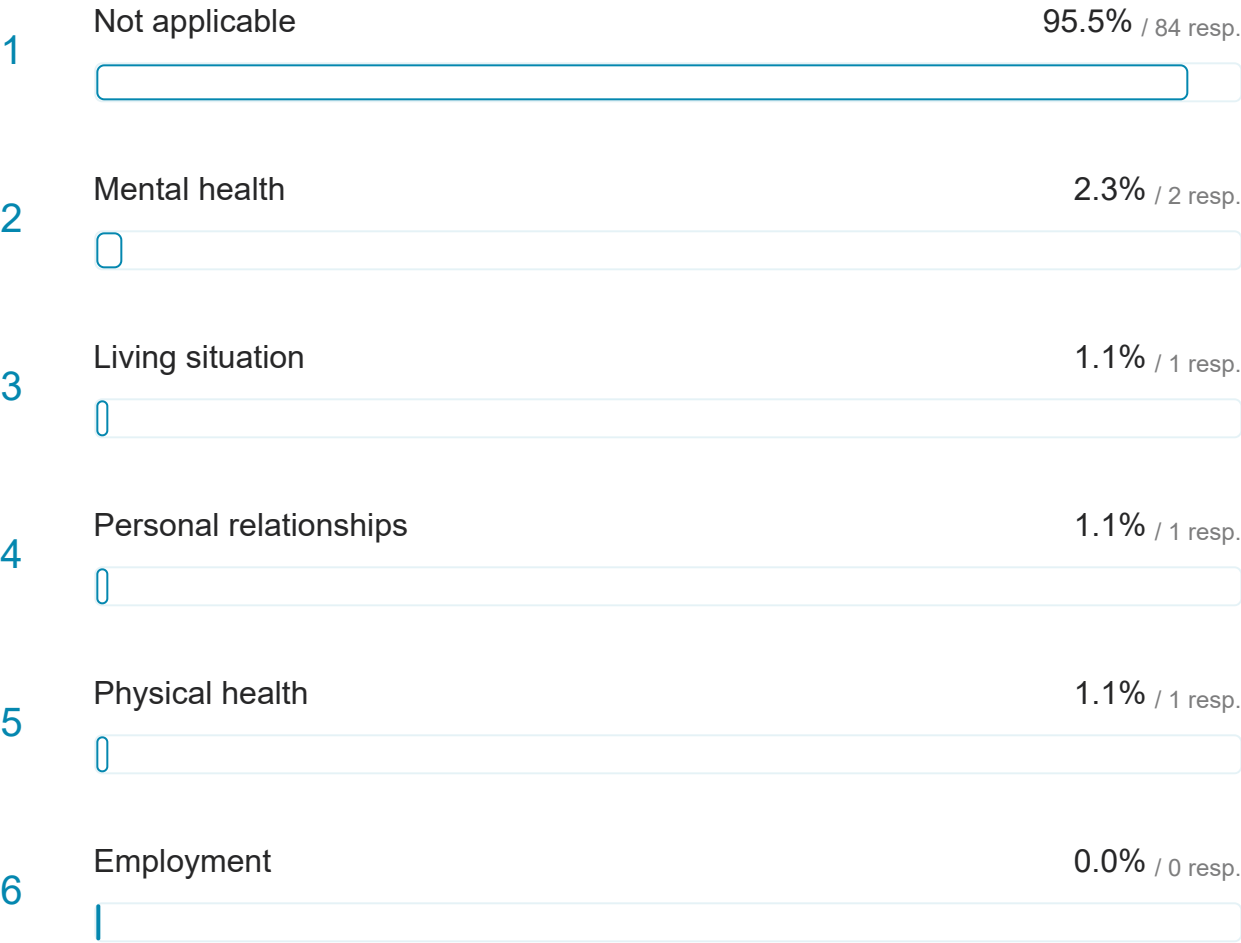 1 Not applicable 95.5% / 84 resp.
2 Mental health 2.3% / 2 resp.
3 Living situation 1.1% / 1 resp.
4 Personal relationships 1.1% / 1 resp.
5 Physical health 1.1% / 1 resp.
6 Employment 0.0% / 0 resp.